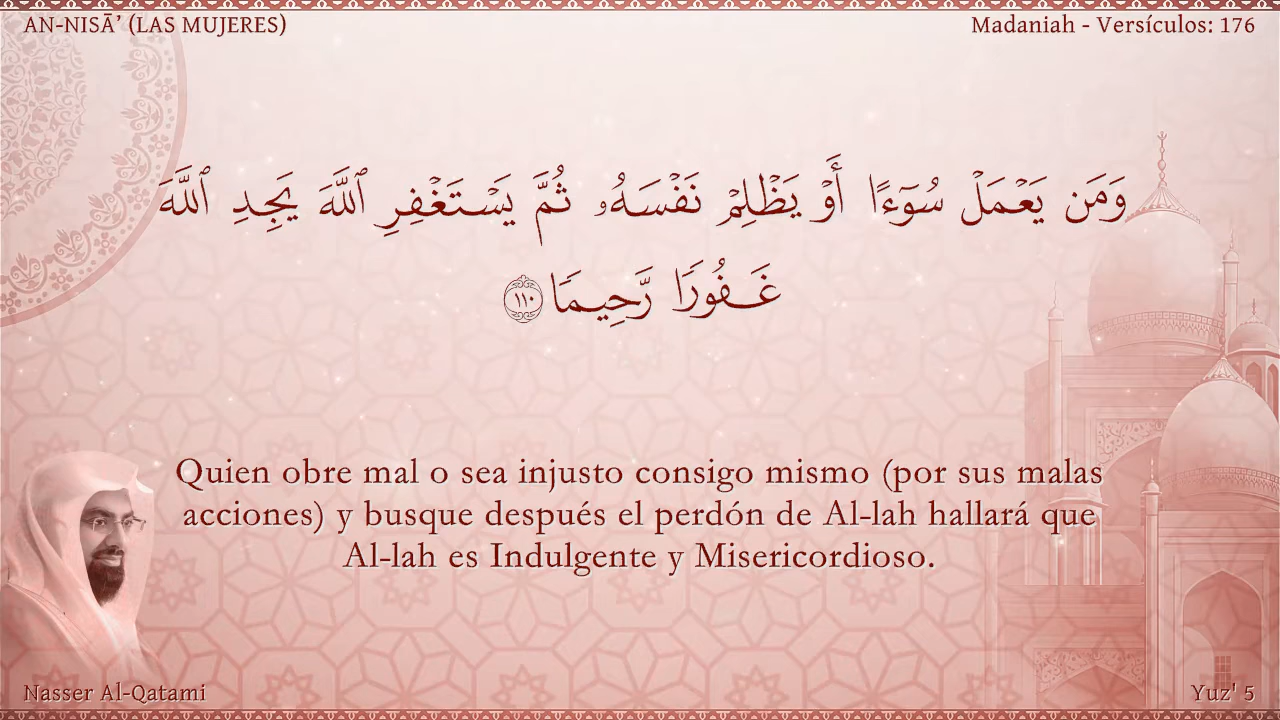 AN-NISĀ’ (LAS MUJERES)
Madaniah - Versículos: 176
وَمَن يَعْمَلْ سُوٓءًا أَوْ يَظْلِمْ نَفْسَهُۥ ثُمَّ يَسْتَغْفِرِ ٱللَّهَ يَجِدِ ٱللَّهَ
غَفُورًا رَّحِيمًا ١١٠
Quien obre mal o sea injusto consigo mismo (por sus malas
acciones) y busque después el perdón de Al-lah hallará que
Al-lah es Indulgente y Misericordioso.
Nasser Al-Qatami
Yuz' 5